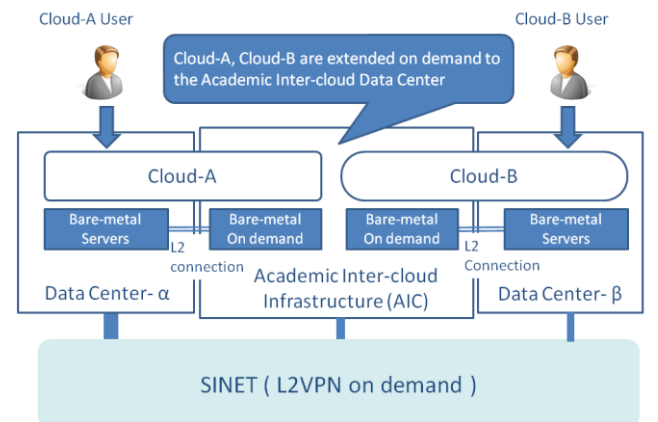 Cloud-A User
Cloud-B User
Cloud-A, Cloud-B are extended on demand to
the Academic Inter-cloud Data Center
Cloud-A
Cloud-B
Bare-metal
Servers
Bare-metal
On demand
Bare-metal
On demand
Bare-metal
Servers
L2
connection
L2
Connection
Academic Inter-cloud
Infrastructure (AIC)
Data Center- α
Data Center- β
SINET ( L2VPN on demand )